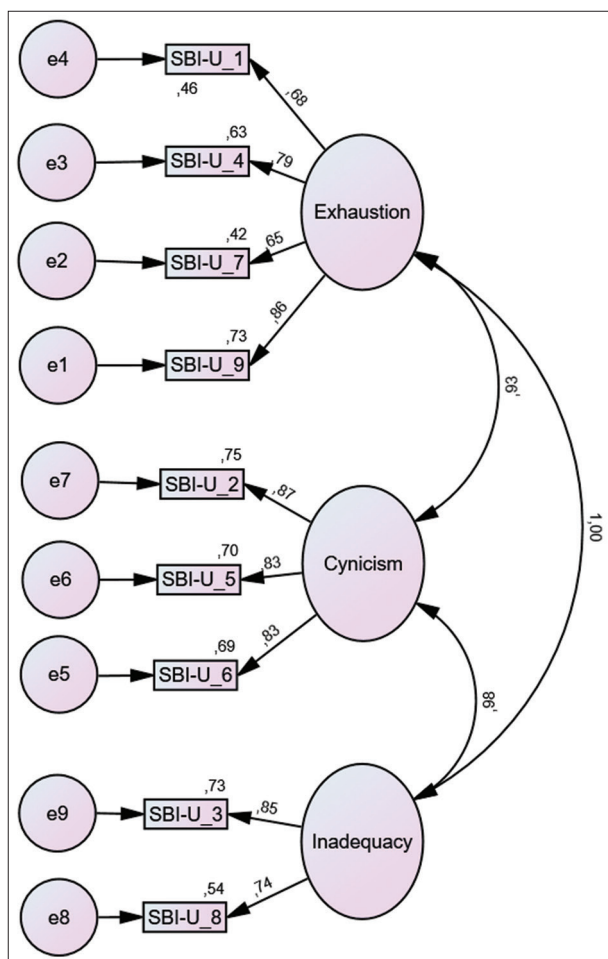 e4
SBI-U_1
,46
,68
e3
,63
SBI-U_4
,79
Exhaustion
e2
,42
SBI-U_7
,65
e1
,73
SBI-U_9
,86
,93
e7
,75
SBI-U_2
,87
1,00
e6
,70
SBI-U_5
,83
Cynicism
e5
,69
SBI-U_6
,83
,98
e9
,73
SBI-U_3
,85
Inadequacy
e8
,54
SBI-U_8
,74